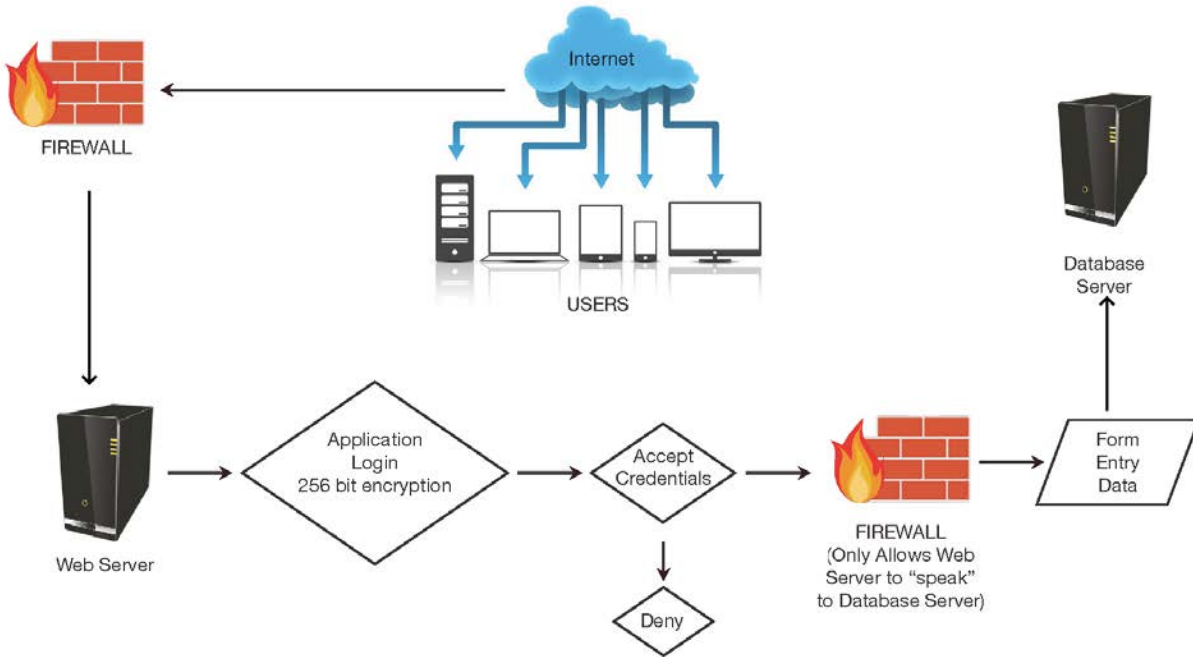 Internet
FIREWALL
USERS
Database
Server
Web Server
Application
Login
256 bit encryption
Accept
Credentials
Deny
FIREWALL
(Only Allows Web
Server to “speak”
to Database Server)
Form
Entry
Data